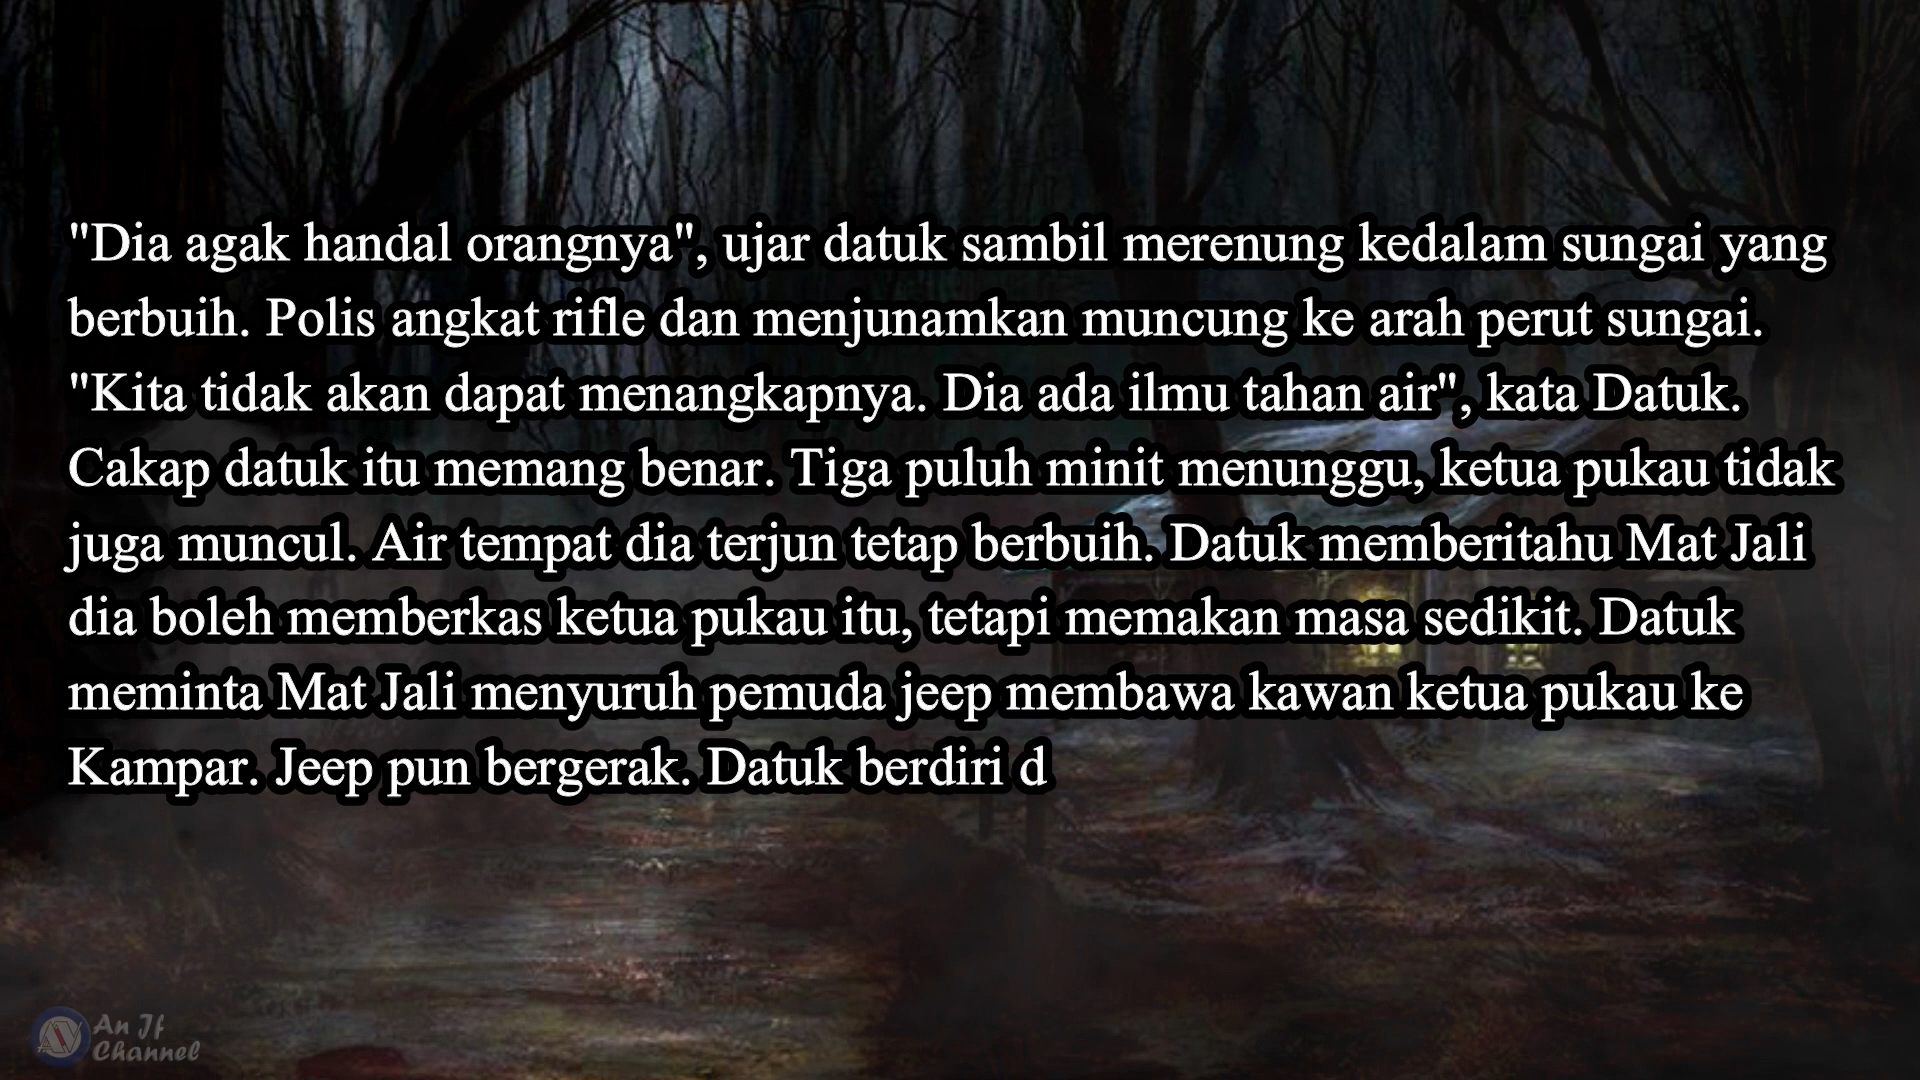 "Dia agak handal orangnya", ujar datuk sambil merenung kedalam sungai yang
berbuih. Polis angkat rifle dan menjunamkan muncung ke arah perut sungai.
"Kita tidak akan dapat menangkapnya. Dia ada ilmu tahan air", kata Datuk.
Cakap datuk itu memang benar. Tiga puluh minit menunggu, ketua pukau tidak
juga muncul. Air tempat dia terjun tetap berbuih. Datuk memberitahu Mat Jali
dia boleh memberkas ketua pukau itu, tetapi memakan masa sedikit. Datuk
meminta Mat Jali menyuruh pemuda jeep membawa kawan ketua pukau ke
Kampar. Jeep pun bergerak. Datuk berdiri d
An If
Channel